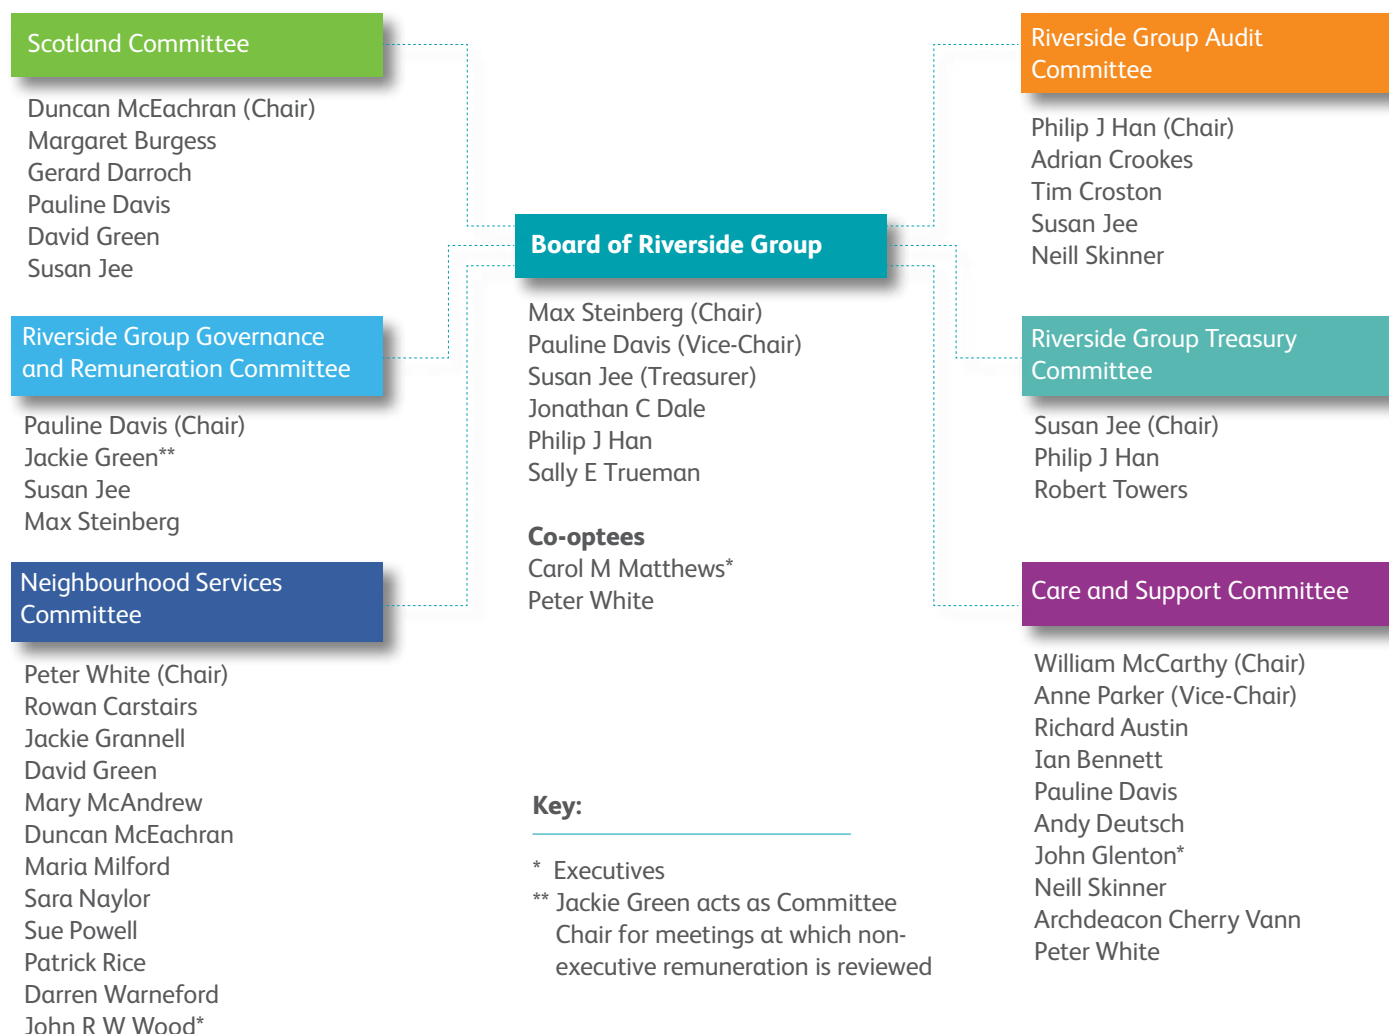 Scotland Committee
Duncan McEachran (Chair)
Margaret Burgess
Gerard Darroch
Pauline Davis
David Green
Susan Jee
Riverside Group Governance
and Remuneration Committee
Pauline Davis (Chair)
Jackie Green**
Susan Jee
Max Steinberg
Neighbourhood Services
Committee
Peter White (Chair)
Rowan Carstairs
Jackie Grannell
David Green
Mary McAndrew
Duncan McEachran
Maria Milford
Sara Naylor
Sue Powell
Patrick Rice
Darren Warneford
John R W Wood*
Board of Riverside Group
Max Steinberg (Chair)
Pauline Davis (Vice-Chair)
Susan Jee (Treasurer)
Jonathan C Dale
Philip J Han
Sally E Trueman
Co-optees
Carol M Matthews*
Peter White
Key:
* Executives
** Jackie Green acts as Committee
Chair for meetings at which non-
executive remuneration is reviewed
Riverside Group Audit
Committee
Philip J Han (Chair)
Adrian Crookes
Tim Croston
Susan Jee
Neill Skinner
Riverside Group Treasury
Committee
Susan Jee (Chair)
Philip J Han
Robert Towers
Care and Support Committee
William McCarthy (Chair)
Anne Parker (Vice-Chair)
Richard Austin
Ian Bennett
Pauline Davis
Andy Deutsch
John Glenton*
Neill Skinner
Archdeacon Cherry Vann
Peter White